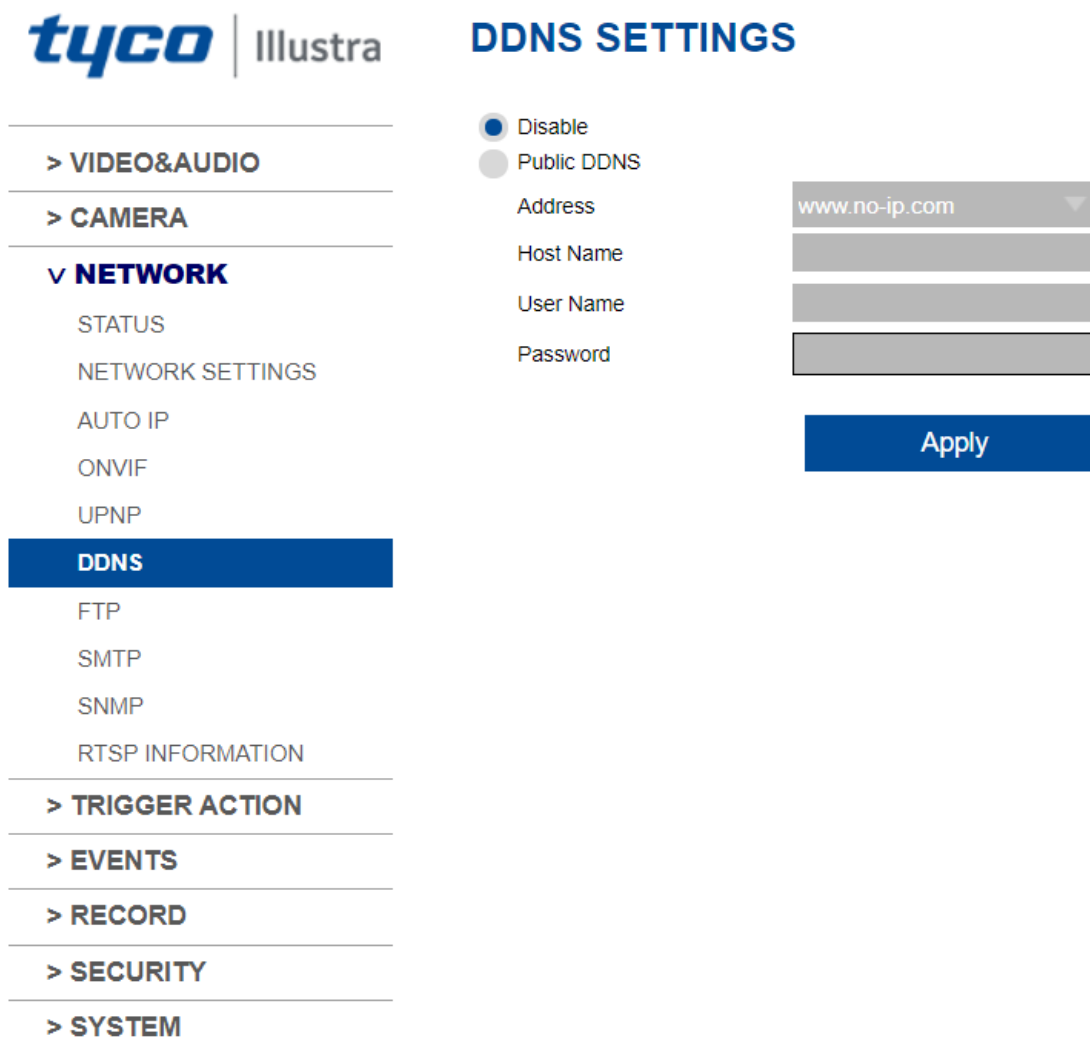 tyco | Illustra
DDNS SETTINGS
> VIDEO&AUDIO
> CAMERA
v NETWORK
STATUS
NETWORK SETTINGS
AUTO IP
ONVIF
UPNP
DDNS
FTP
SMTP
SNMP
RTSP INFORMATION
> TRIGGER ACTION
> EVENTS
> RECORD
> SECURITY
> SYSTEM
Disable
Public DDNS
Address www.no-ip.com
Host Name
User Name
Password
Apply